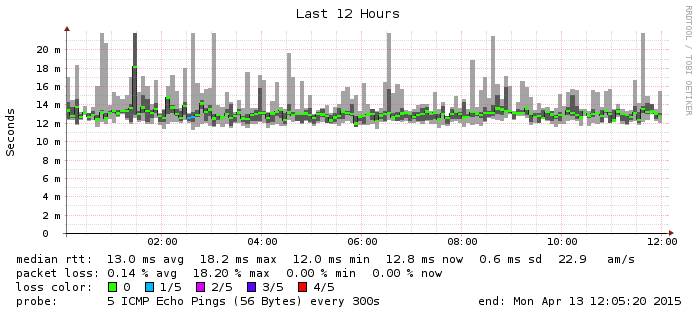 Last 12 Hours
RRDTOOL / TOBI OETIKER
Seconds
20 m
18 m
16 m
14 m
12 m
10 m
8 m
6 m
4 m
2 m
0
02:00 04:00 06:00 08:00 10:00 12:00
median rtt: 13.0 ms avg 18.2 ms max 12.0 ms min 12.8 ms now 0.6 ms sd 22.9 am/s
packet loss: 0.14 % avg 18.20 % max 0.00 % min 0.00 % now
loss color: 0 1/5 2/5 3/5 4/5
probe: 5 ICMP Echo Pings (56 Bytes) every 300s end: Mon Apr 13 12:05:20 2015